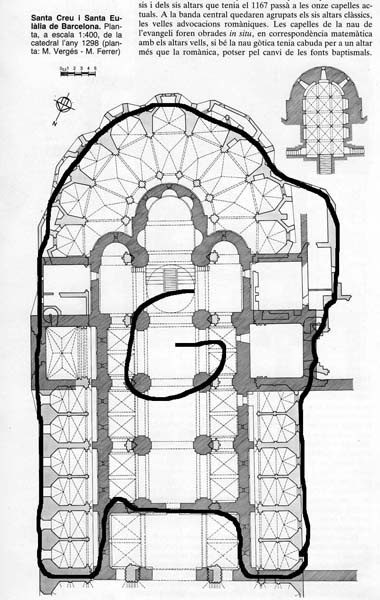 Santa Creu i Santa Eu-
làlia de Barcelona. Plan-
ta, a escala 1:400, de la
catedral l'any 1298 (plan-
ta: M. Vergés - M. Ferrer)
sis i dels sis altars que tenia el 1167 passà a les onze capelles ac-
tuals. A la banda central quedaren agrupats els sis altars clàssics,
les velles advocacions romàniques. Les capelles de la nau de
l'evangeli foren obrades in situ, en correspondència matemàtica
amb els altars vells, si bé la nau gòtica tenia cabuda per a un altar
més que la romànica, potser pel canvi de les fonts baptismals.
G